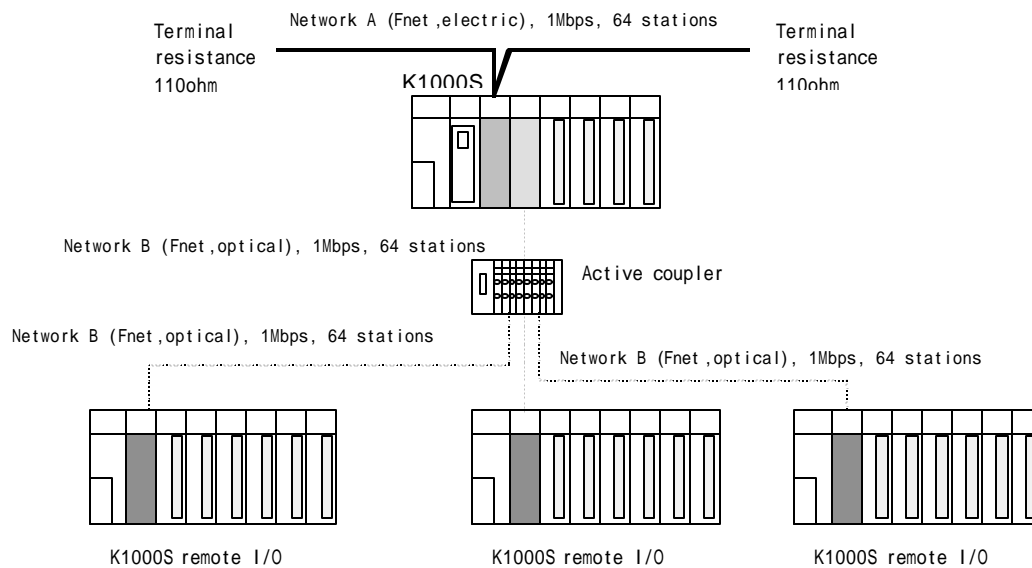 Network A (Fnet,electric), 1Mbps, 64 stations
Terminal
resistance
110ohm
Terminal
resistance
110ohm
K1000S
Network B (Fnet,optical), 1Mbps, 64 stations
Active coupler
Network B (Fnet,optical), 1Mbps, 64 stations
Network B (Fnet,optical), 1Mbps, 64 stations
K1000S remote I/O
K1000S remote I/O
K1000S remote I/O